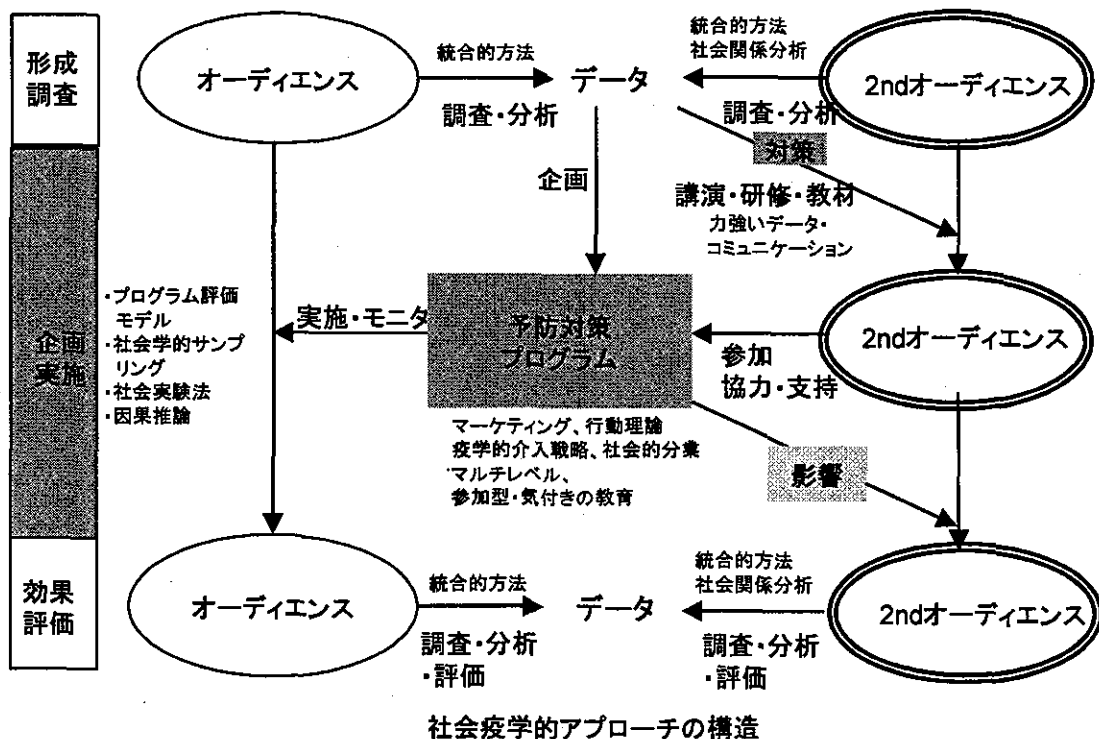 形成
調査
オーディエンス
統合的方法
調査・分析
データ
統合的方法
社会関係分析
調査・分析
2ndオーディエンス
対策
企画
講演・研修・教材
力強いデータ・
コミュニケーション
企画
実施
・プログラム評価
モデル
・社会学的サンプ
リング
・社会実験法
・因果推論
実施・モニタ
予防対策
プログラム
参加
協力・支持
2ndオーディエンス
マーケティング、行動理論
疫学的介入戦略、社会的分業
マルチレベル、
参加型・気付きの教育
影響
効果
評価
オーディエンス
統合的方法
調査・分析
・評価
データ
統合的方法
社会関係分析
調査・分析
・評価
2ndオーディエンス
社会疫学的アプローチの構造